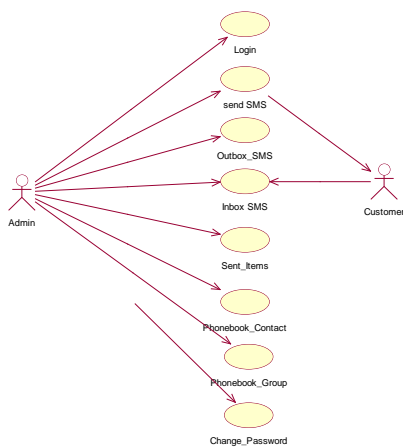 Login
send SMS
Outbox_SMS
Admin
Inbox SMS
Customer
Sent_Items
Phonebook_Contact
Phonebook_Group
Change_Password